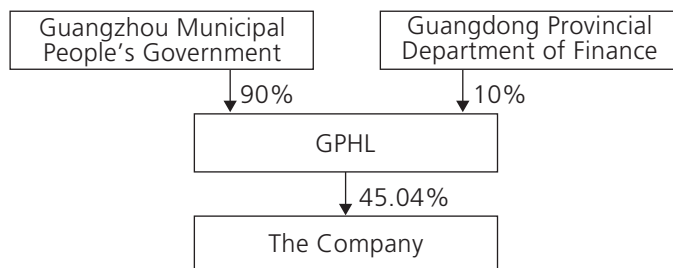 Guangzhou Municipal
People’s Government
Guangdong Provincial
Department of Finance
90%
10%
GPHL
45.04%
The Company